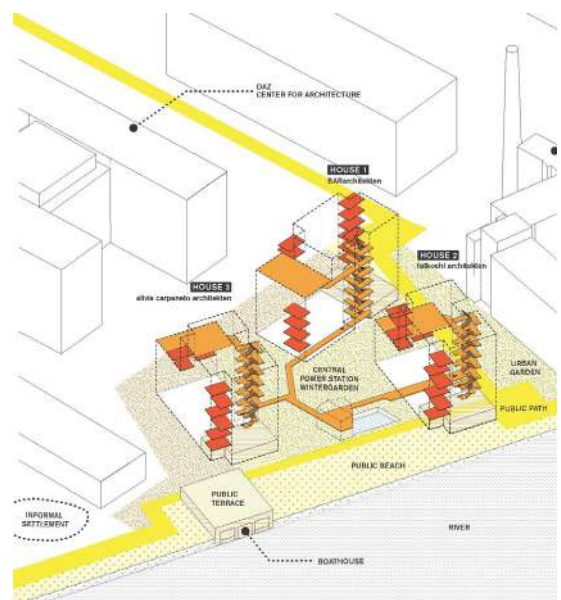 DAZ
CENTER FOR ARCHITECTURE
HOUSE 1
BARarchitekten
HOUSE 2
fatkoehl architekten
HOUSE 3
silvia carpaneto architekten
CENTRAL
POWER STATION
WINTERGARDEN
URBAN
GARDEN
PUBLIC PATH
PUBLIC BEACH
PUBLIC
TERRACE
INFORMAL
SETTLEMENT
RIVER
BOATHOUSE